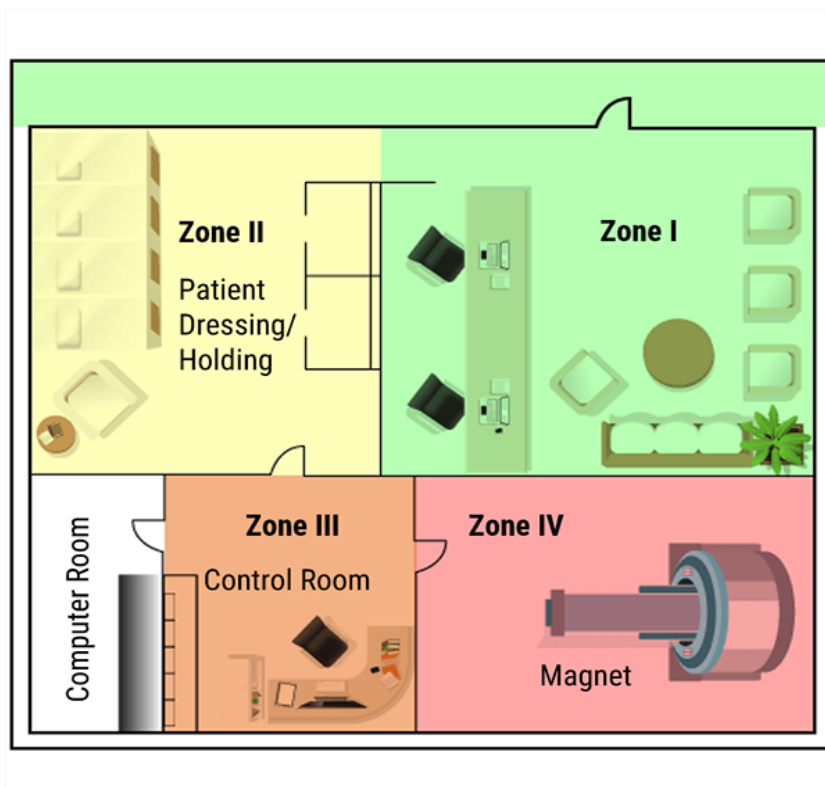 Zone II
Patient
Dressing/
Holding
Zone I
Computer Room
Zone III
Control Room
Zone IV
Magnet